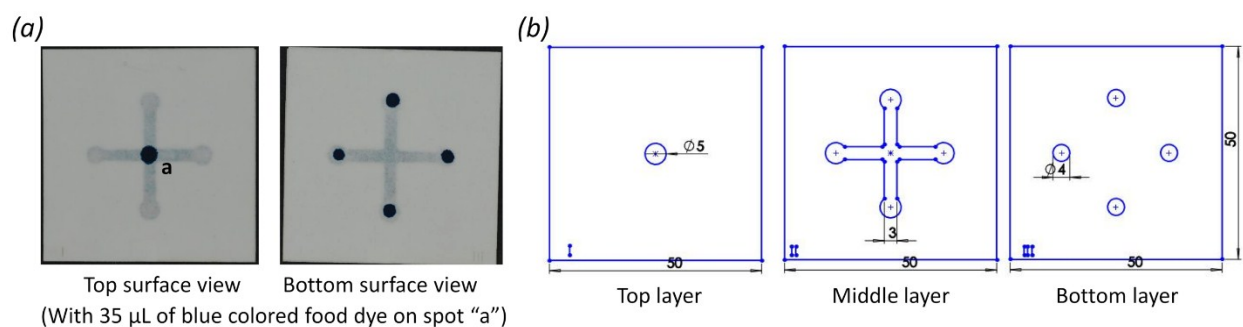 (a)
(b)
a
I
Ø5
I
50
3
II
50
Ø4
50
III
50
Top surface view
Bottom surface view
(With 35 µL of blue colored food dye on spot “a”)
Top layer
Middle layer
Bottom layer